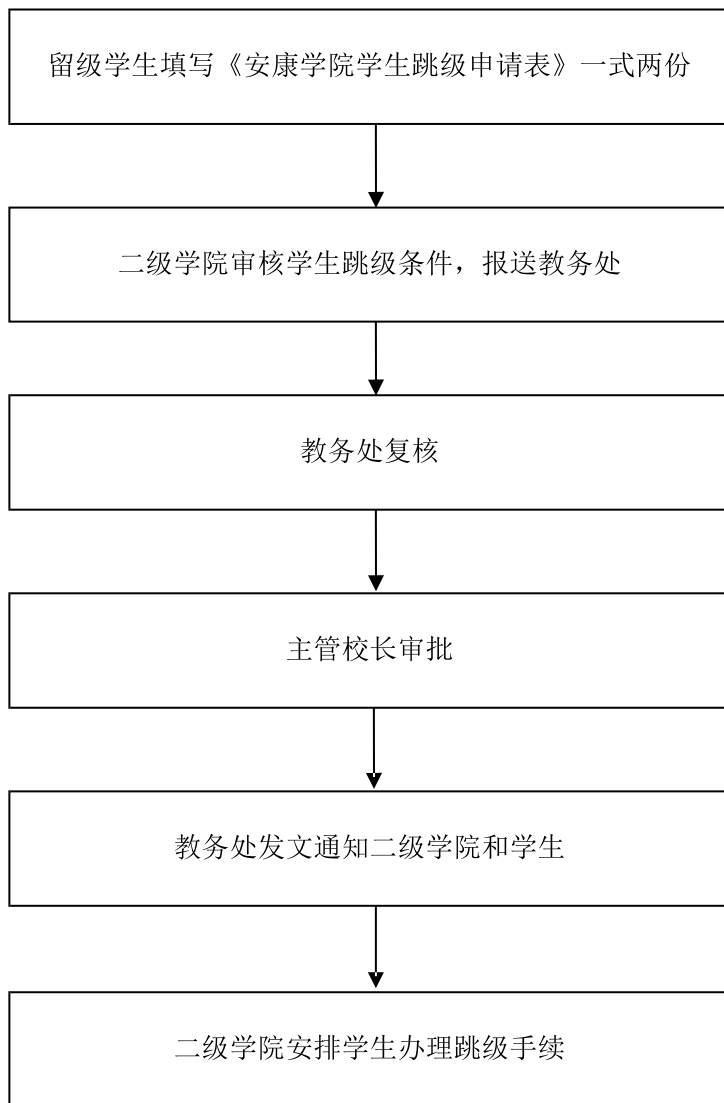 留级学生填写《安康学院学生跳级申请表》一式两份
二级学院审核学生跳级条件，报送教务处
教务处复核
主管校长审批
教务处发文通知二级学院和学生
二级学院安排学生办理跳级手续